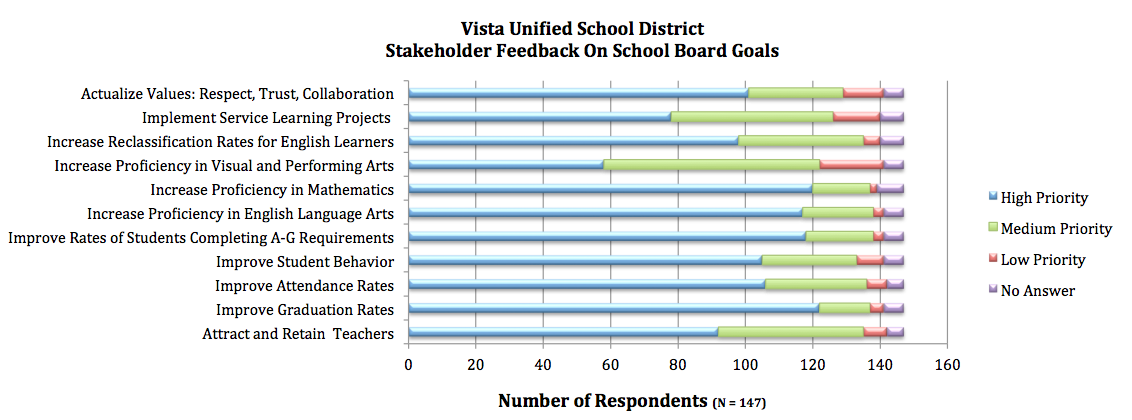 Vista Unified School District
Stakeholder Feedback On School Board Goals
Actualize Values: Respect, Trust, Collaboration
Implement Service Learning Projects
Increase Reclassification Rates for English Learners
Increase Proficiency in Visual and Performing Arts
Increase Proficiency in Mathematics
Increase Proficiency in English Language Arts
Improve Rates of Students Completing A-G Requirements
Improve Student Behavior
Improve Attendance Rates
Improve Graduation Rates
Attract and Retain Teachers
0 20 40 60 80 100 120 140 160
Number of Respondents (N = 147)
High Priority
Medium Priority
Low Priority
No Answer